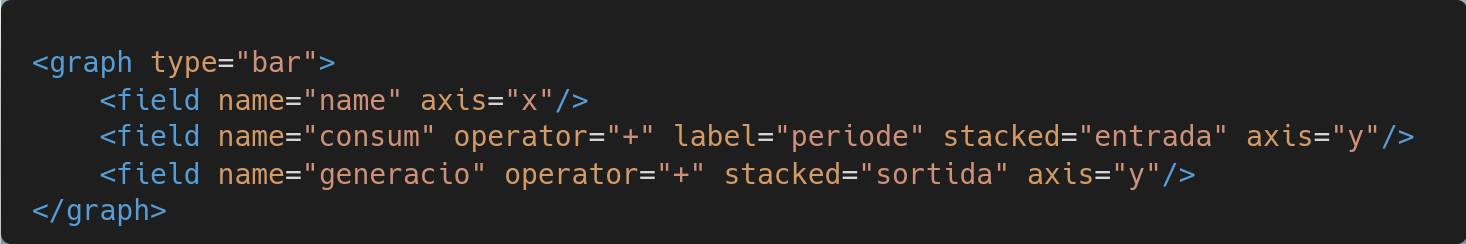 <graph type="bar">
    <field name="name" axis="x"/>
    <field name="consum" operator="+" label="periode" stacked="entrada" axis="y"/>
    <field name="generacio" operator="+" stacked="sortida" axis="y"/>
</graph>